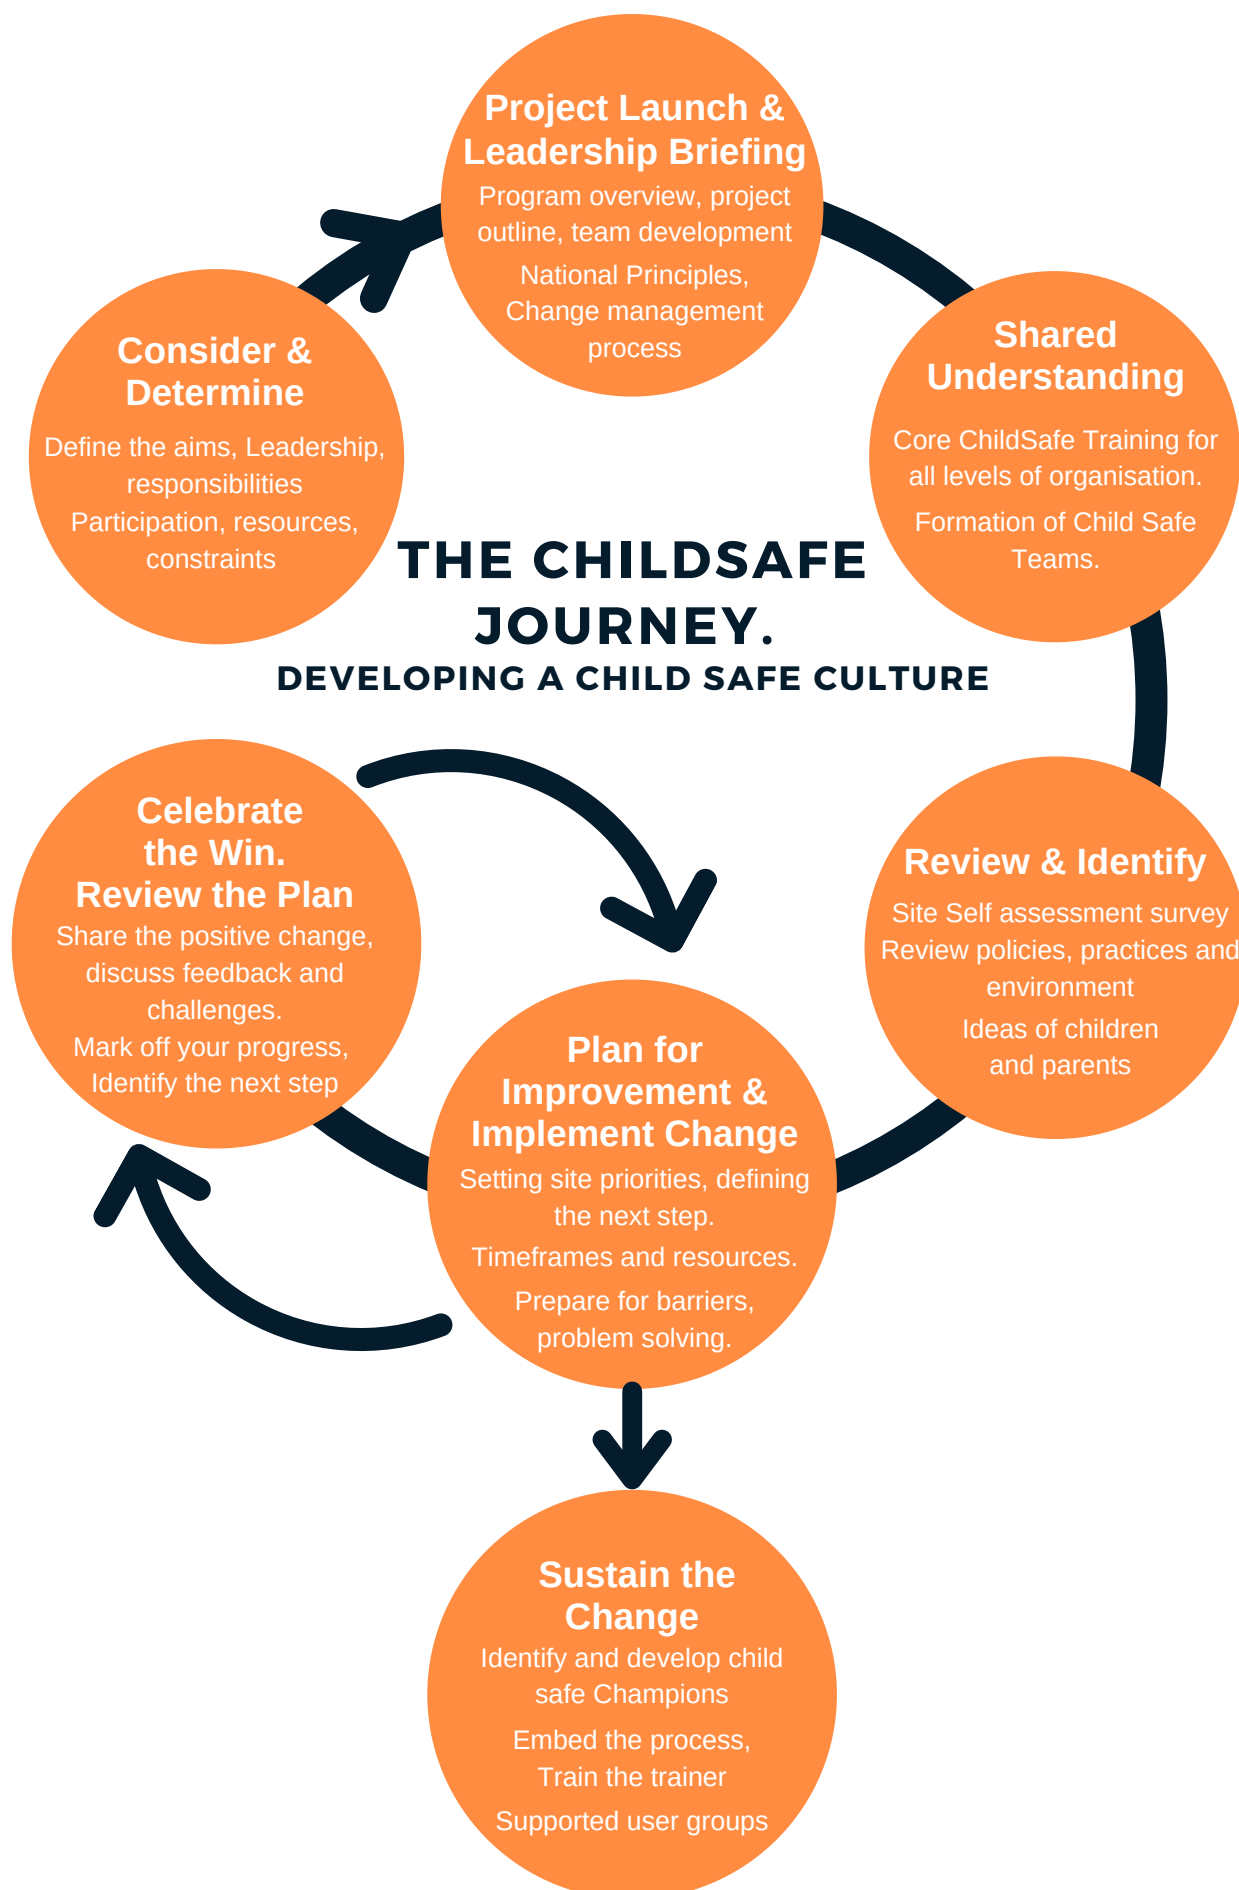 Project Launch &
Leadership Briefing
Program overview, project
outline, team development
National Principles,
Change management
process
Consider &
Determine
Define the aims, Leadership,
responsibilities
Participation, resources,
constraints
Shared
Understanding
Core ChildSafe Training for
all levels of organisation.
Formation of Child Safe
Teams.
THE CHILDSAFE
JOURNEY.
DEVELOPING A CHILD SAFE CULTURE
Celebrate
the Win.
Review the Plan
Share the positive change,
discuss feedback and
challenges.
Mark off your progress,
Identify the next step
Review & Identify
Site Self assessment survey
Review policies, practices and
environment
Ideas of children
and parents
Plan for
Improvement &
Implement Change
Setting site priorities, defining
the next step.
Timeframes and resources.
Prepare for barriers,
problem solving.
Sustain the
Change
Identify and develop child
safe Champions
Embed the process,
Train the trainer
Supported user groups